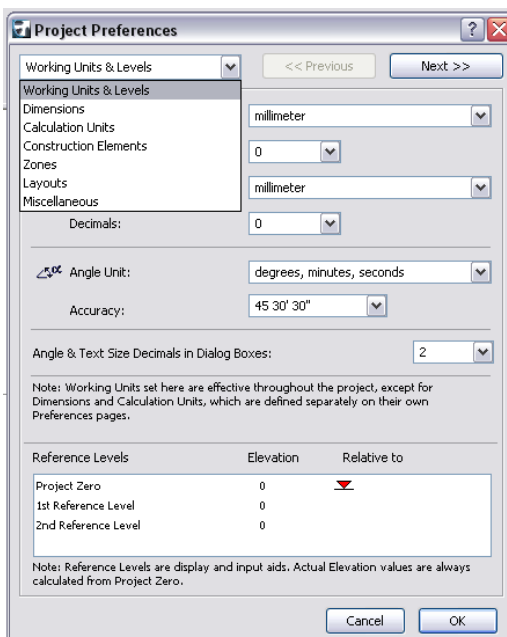 Project Preferences
Working Units & Levels
<< Previous
Next >>
Working Units & Levels
Dimensions
Calculation Units
Construction Elements
Zones
Layouts
Miscellaneous
millimeter
0
millimeter
Decimals:
0
α Angle Unit:
degrees, minutes, seconds
Accuracy:
45 30' 30"
Angle & Text Size Decimals in Dialog Boxes:
2
Note: Working Units set here are effective throughout the project, except for
Dimensions and Calculation Units, which are defined separately on their own
Preferences pages.
Reference Levels Elevation Relative to
Project Zero 0
1st Reference Level 0
2nd Reference Level 0
Note: Reference Levels are display and input aids. Actual Elevation values are always
calculated from Project Zero.
Cancel
OK